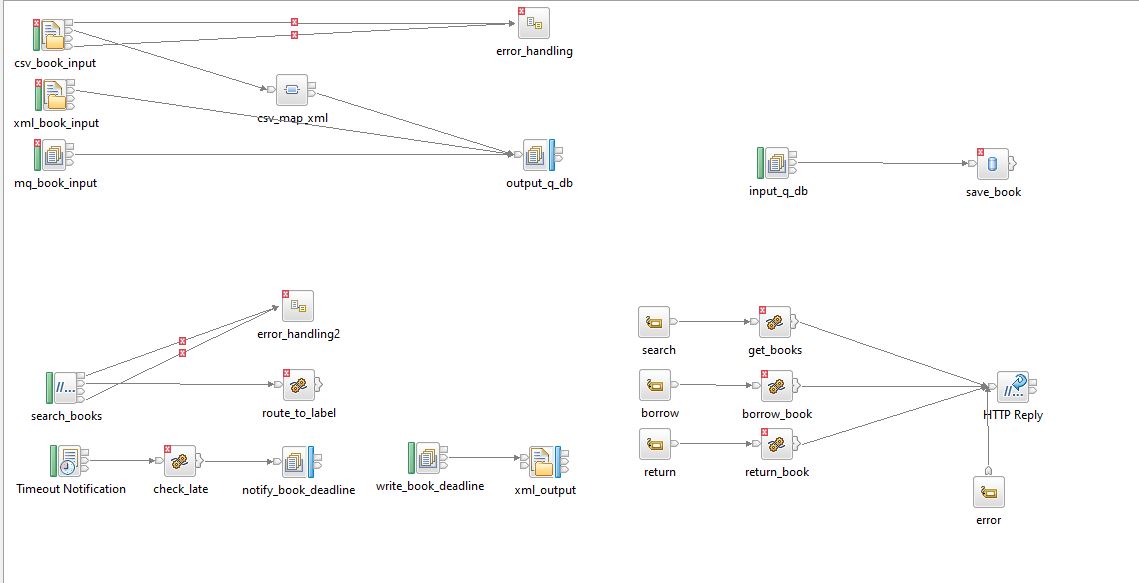 error_handling
csv_book_input
xml_book_input
csv_map_xml
mq_book_input
output_q_db
input_q_db
save_book
error_handling2
search
get_books
//...
search_books
route_to_label
borrow
borrow_book
//...
HTTP Reply
return
return_book
Timeout Notification
check_late
notify_book_deadline
write_book_deadline
xml_output
error